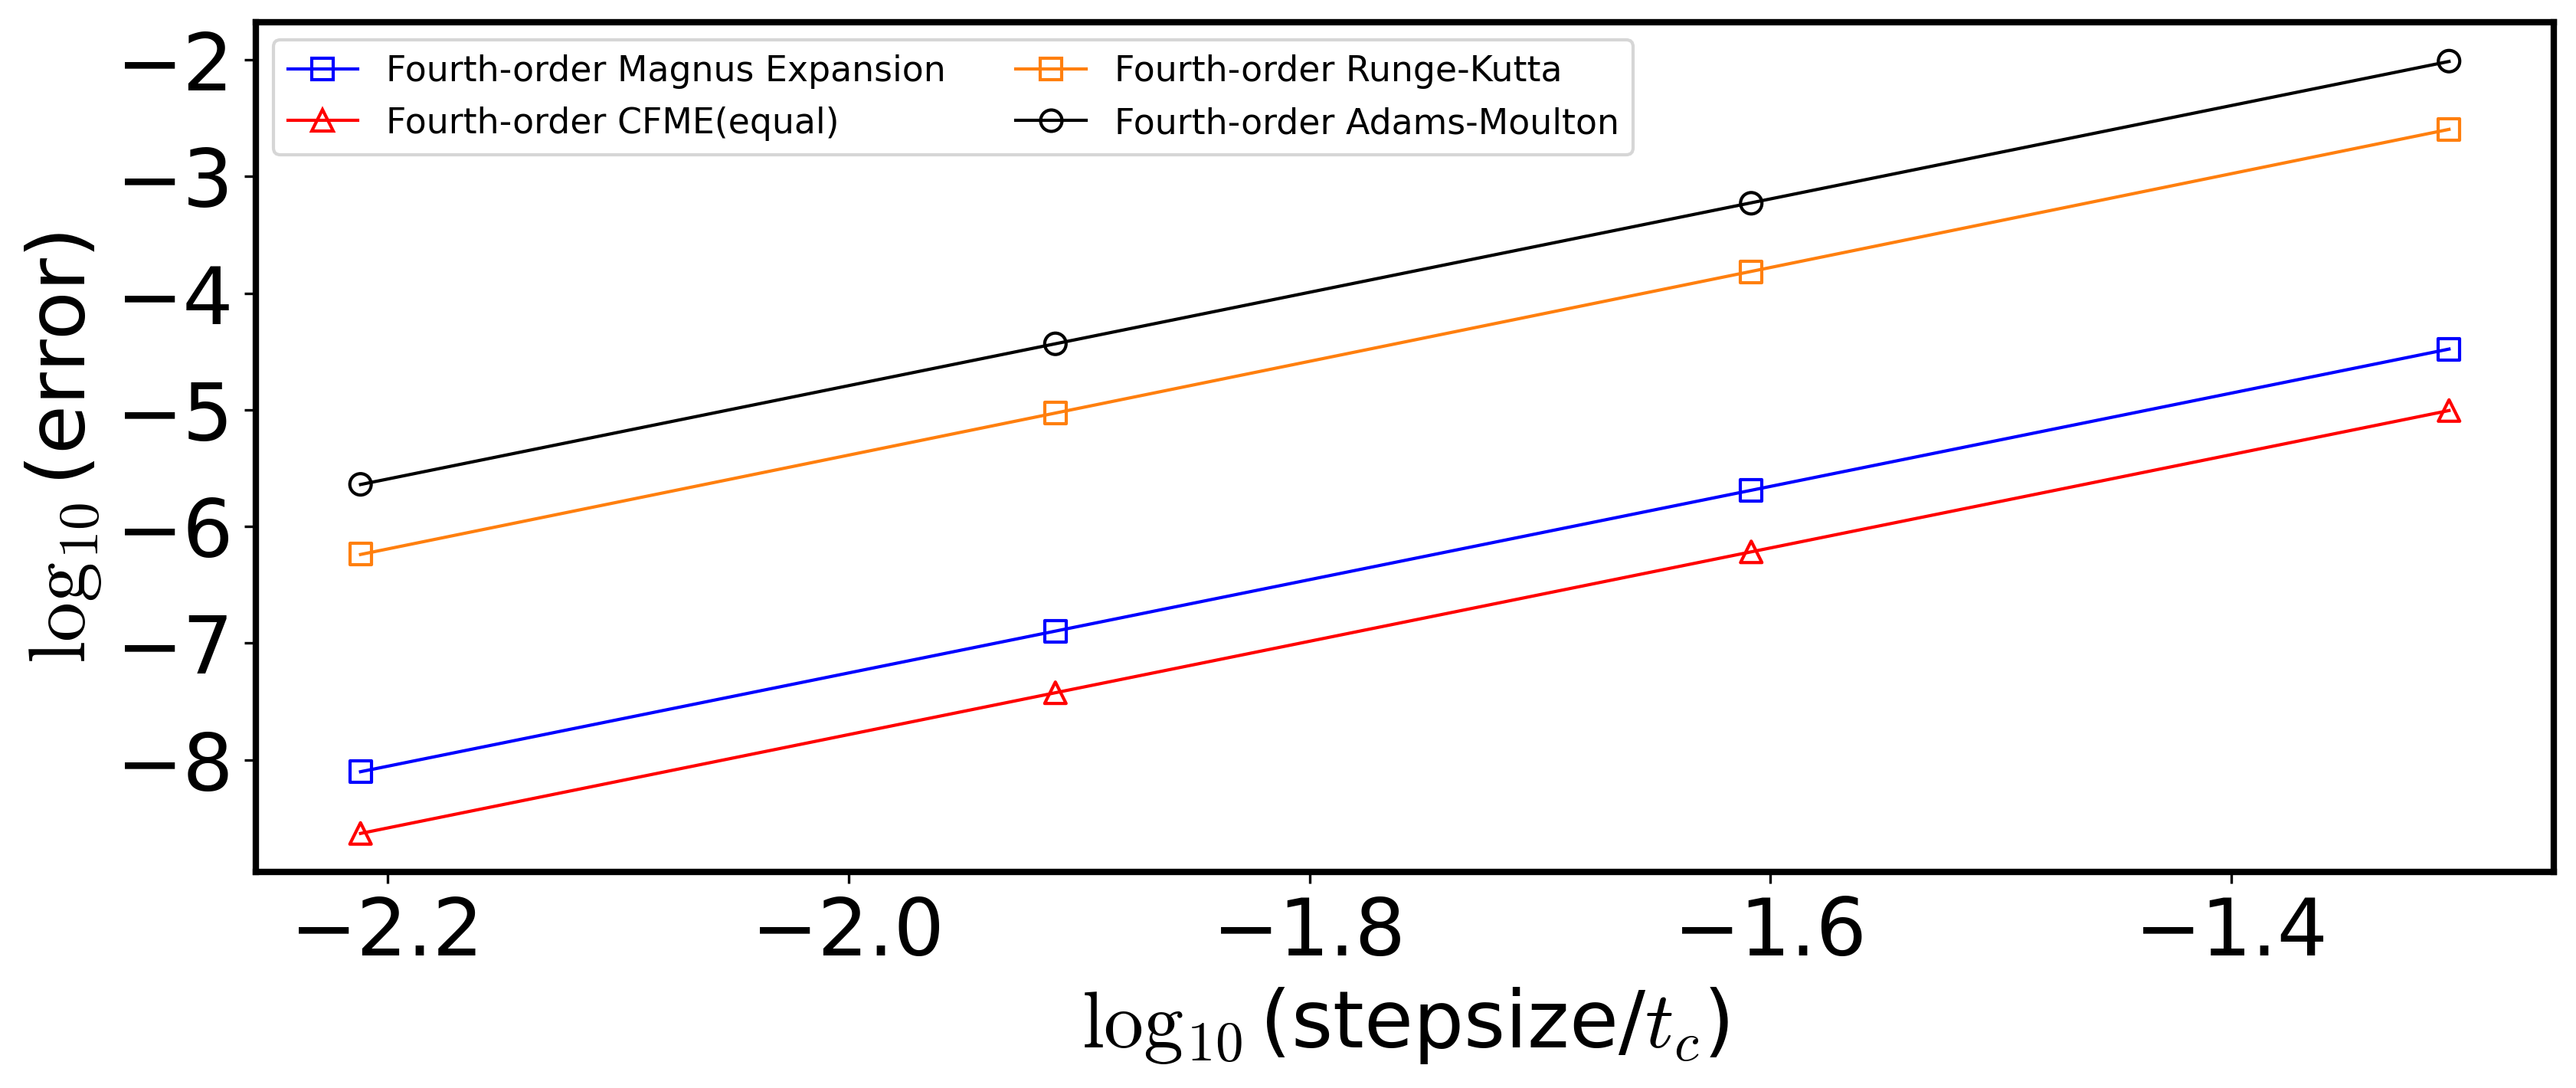 Fourth-order Magnus Expansion
Fourth-order CFME(equal)
Fourth-order Runge-Kutta
Fourth-order Adams-Moulton
log₁₀(error)
−2
−3
−4
−5
−6
−7
−8
−2.2
−2.0
−1.8
−1.6
−1.4
log₁₀(stepsize/t_c)